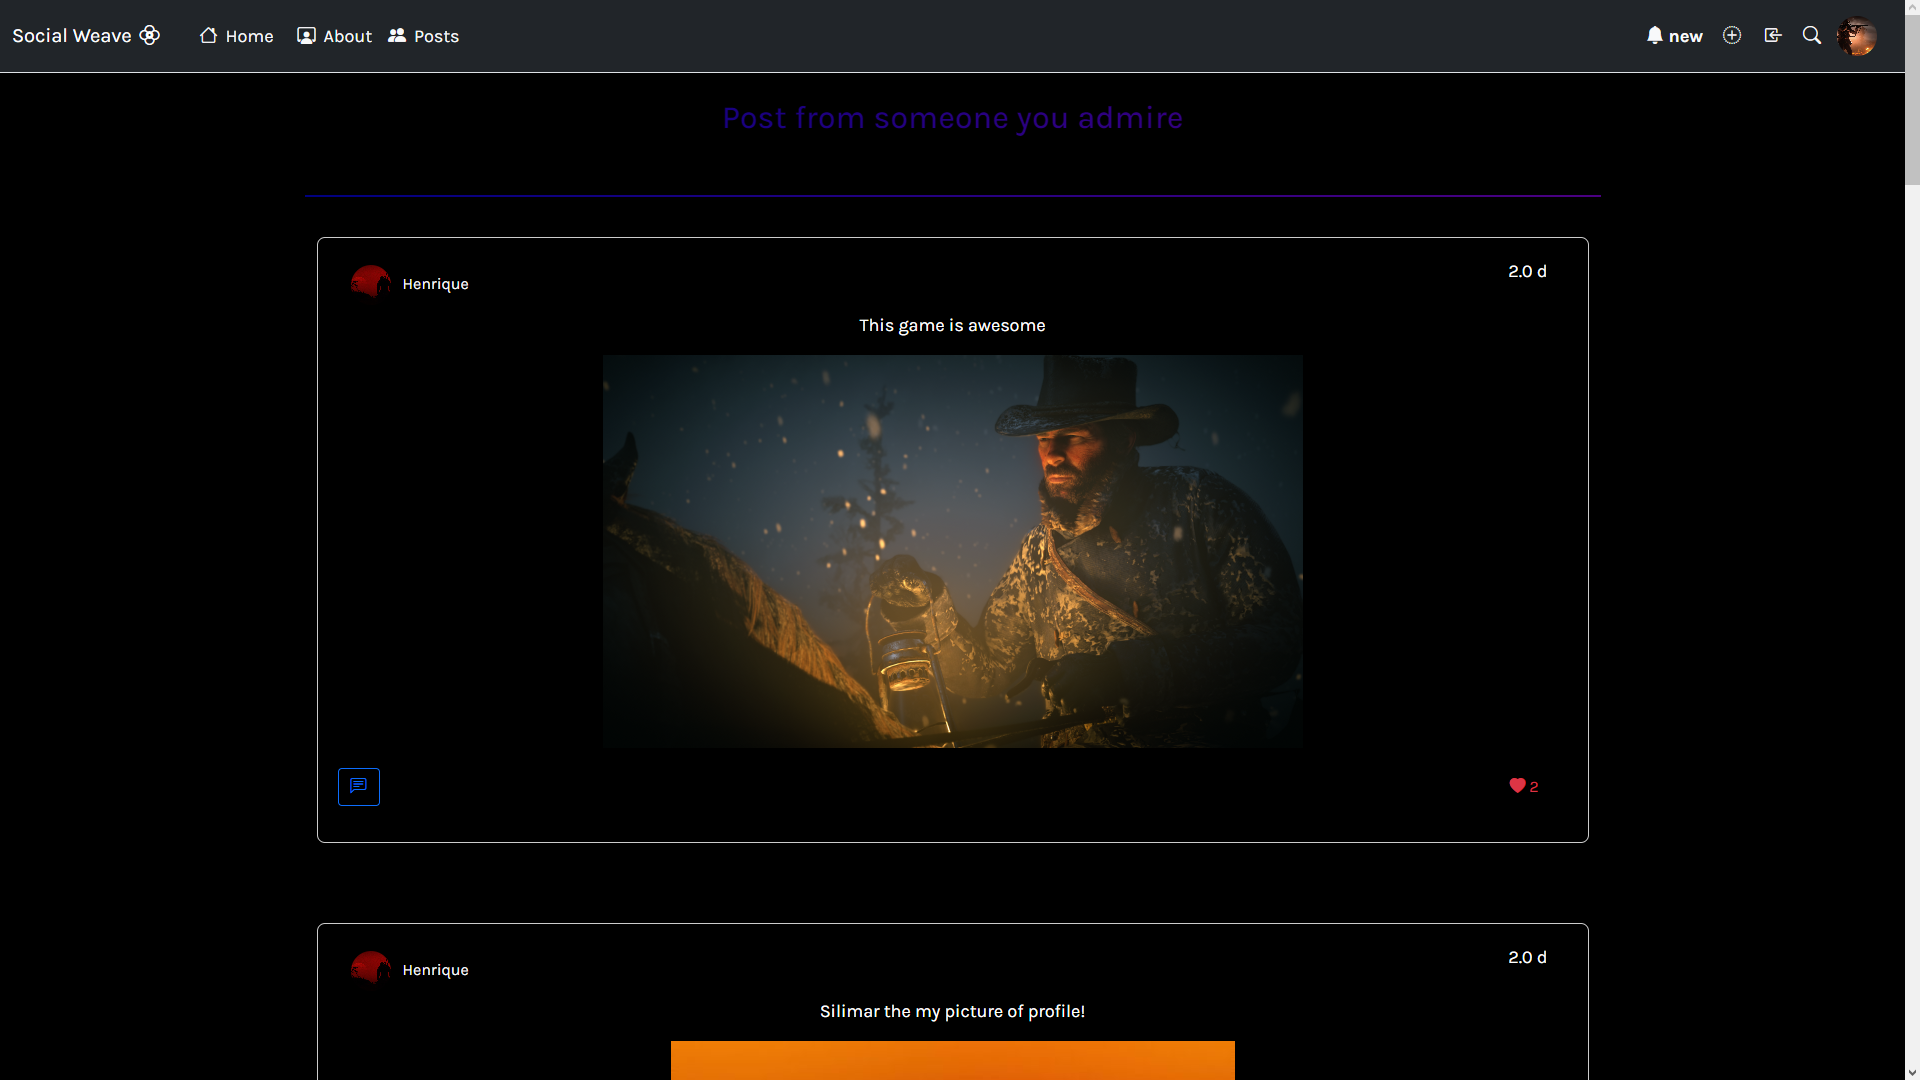 Social Weave
Home
About
Posts
new
Post from someone you admire
Henrique
2.0 d
This game is awesome
2
Henrique
2.0 d
Silimar the my picture of profile!